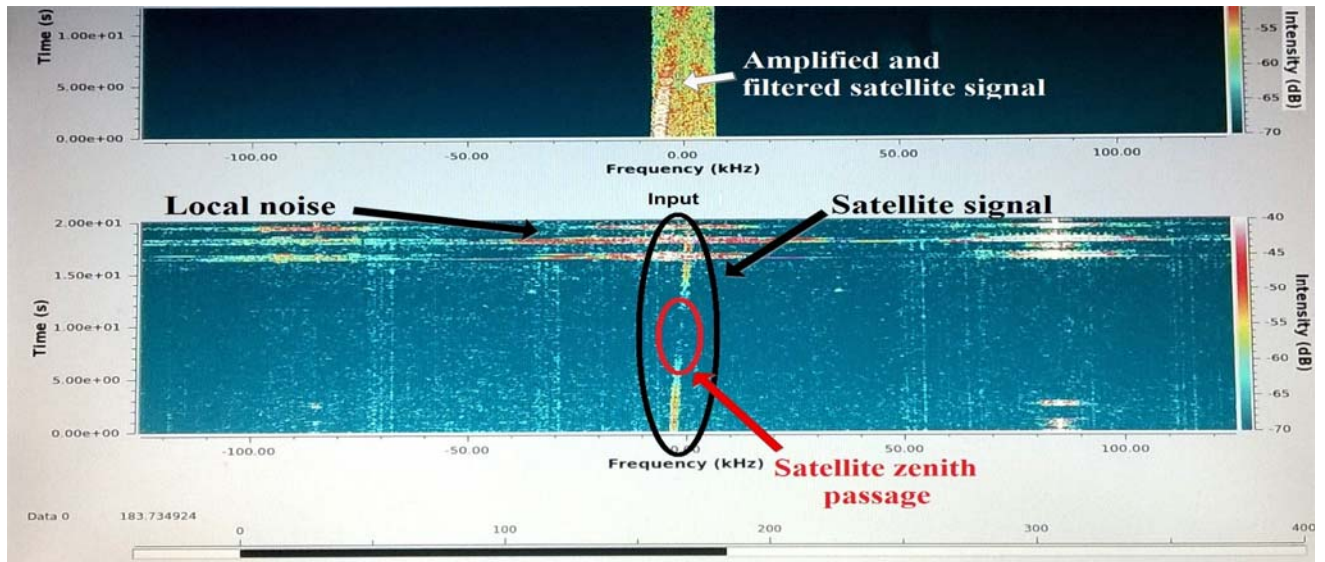 Time (s)
1.00e+01
5.00e+00
0.00e+00
Amplified and
filtered satellite signal
-55
-60
-65
-70
Intensity (dB)
-100.00
-50.00
0.00
50.00
100.00
Frequency (kHz)
Input
Local noise
Satellite signal
Time (s)
2.00e+01
1.50e+01
1.00e+01
5.00e+00
0.00e+00
-40
-45
-50
-55
-60
-70
Intensity (dB)
-100.00
-50.00
50.00
100.00
Frequency (kHz)
Satellite zenith
passage
Data 0
183.734924
0
100
200
300
400